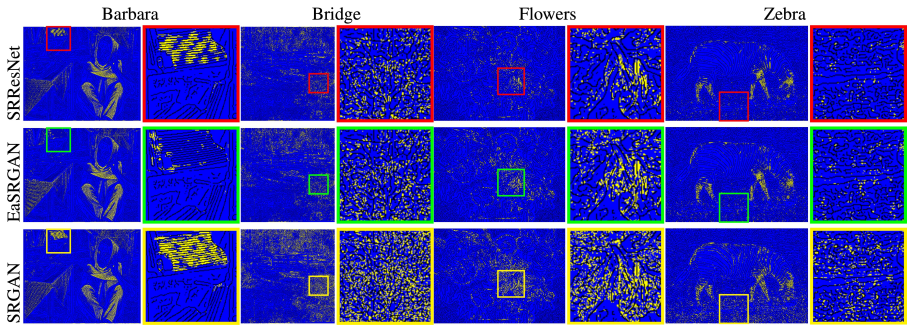 Barbara Bridge Flowers Zebra
SRResNet
EaSRGAN
SRGAN